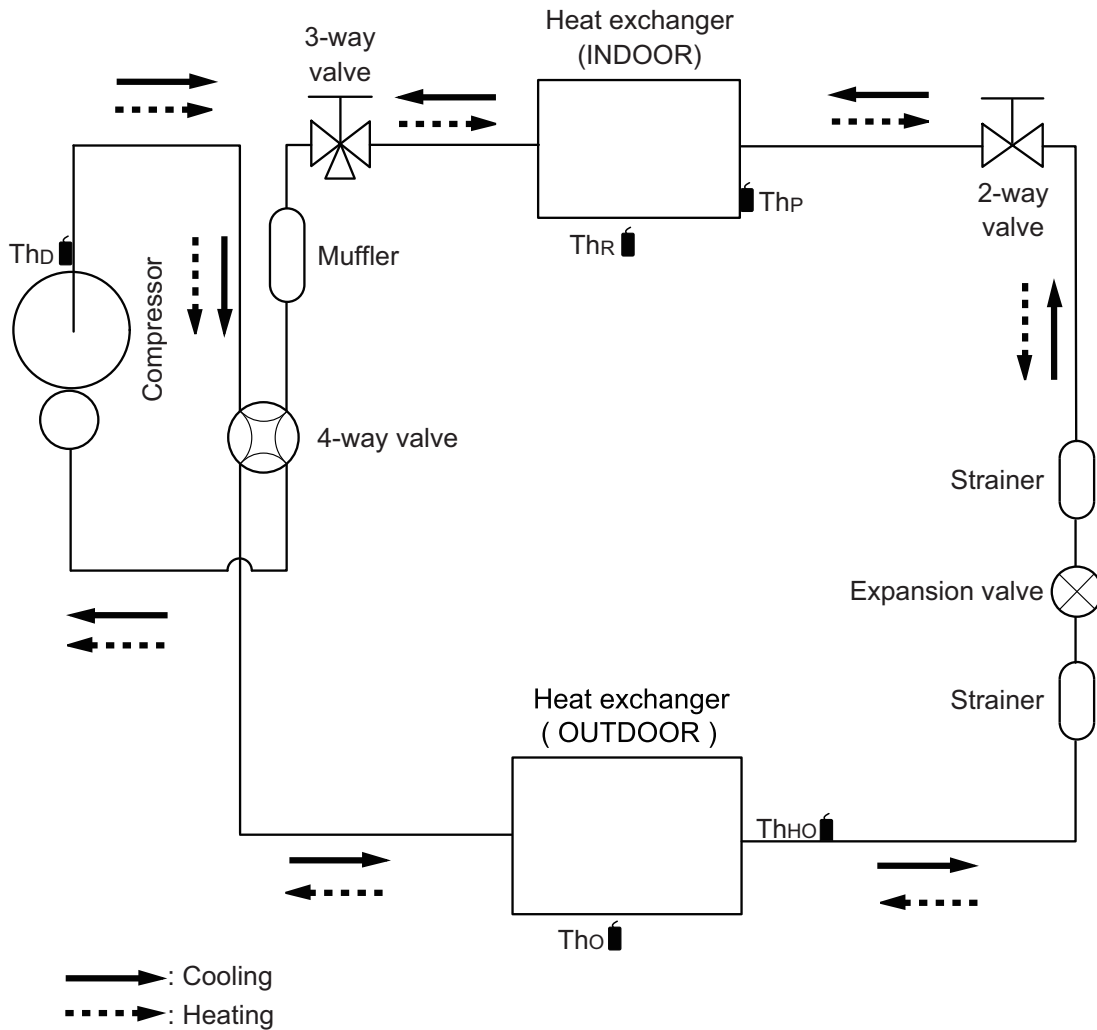 Heat exchanger
(INDOOR)
3-way
valve
ThD
Compressor
Muffler
ThR
ThP
2-way
valve
4-way valve
Strainer
Expansion valve
Strainer
Heat exchanger
( OUTDOOR )
ThHO
ThO
: Cooling
: Heating